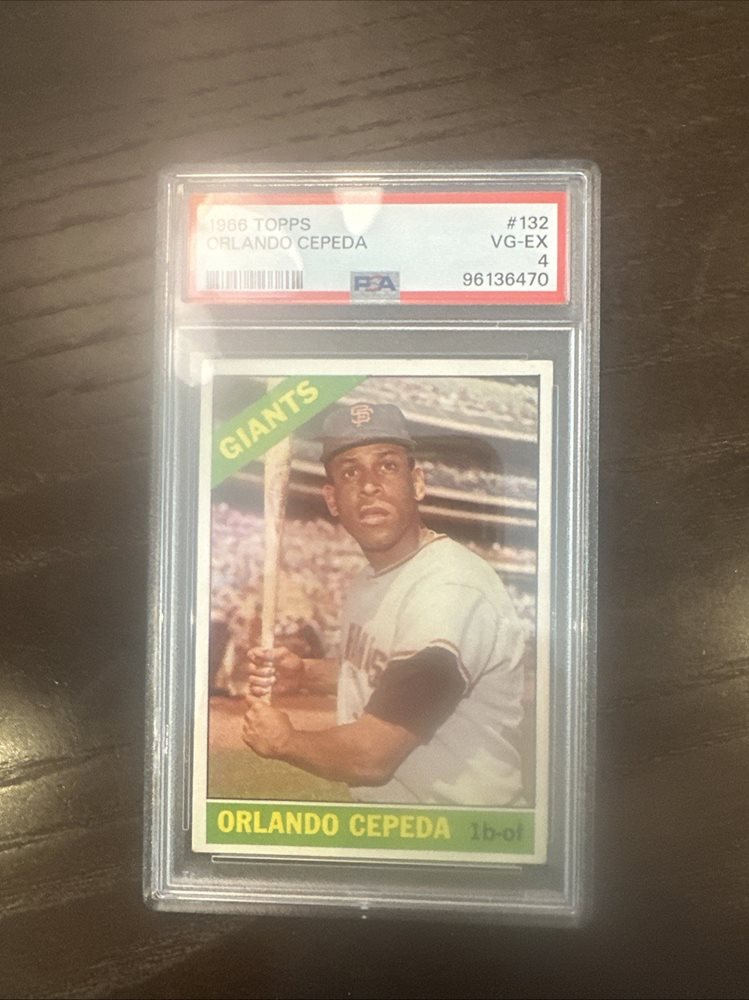 1966 TOPPS #132
ORLANDO CEPEDA VG-EX
4
PSA 96136470
GIANTS
SF
ORLANDO CEPEDA 1b-of